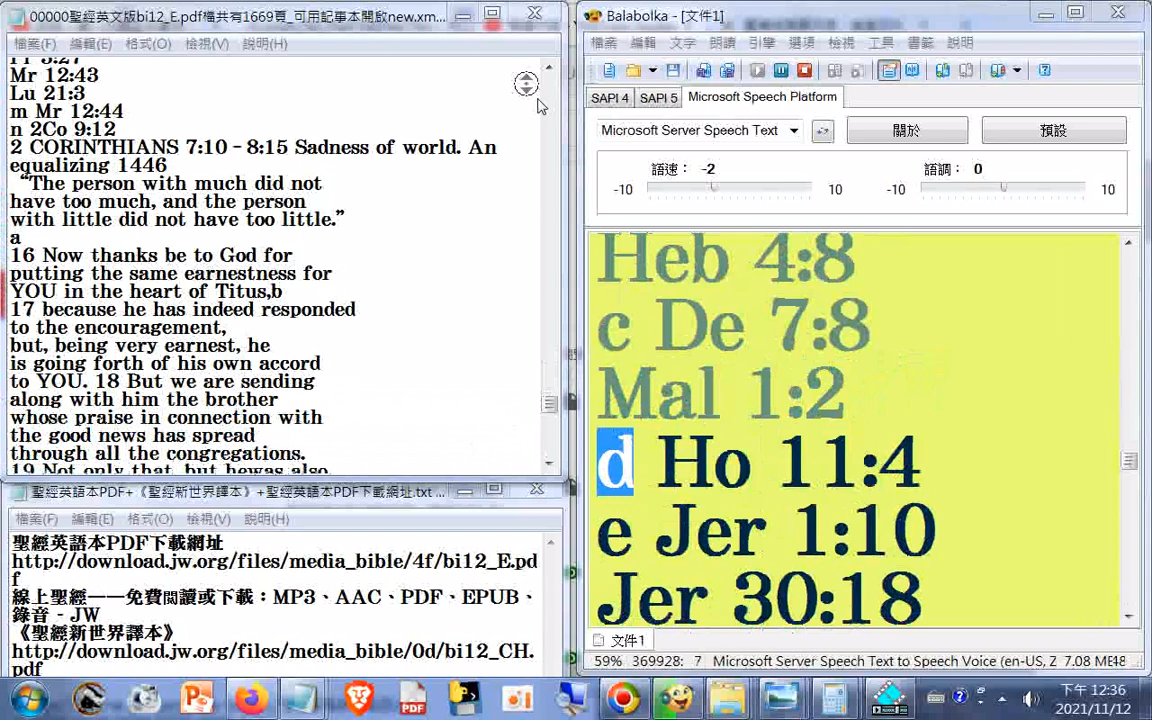 00000聖經英文版bi12_E.pdf檔共有1669頁_可用記事本開啟new.xm...
檔案(F) 編輯(E) 格式(O) 檢視(V) 說明(H)
Mr 12:43
Lu 21:3
m Mr 12:44
n 2Co 9:12
2 CORINTHIANS 7:10–8:15 Sadness of world. An
equalizing 1446
“The person with much did not
have too much, and the person
with little did not have too little.”
a
16 Now thanks be to God for
putting the same earnestness for
YOU in the heart of Titus,b
17 because he has indeed responded
to the encouragement,
but, being very earnest, he
is going forth of his own accord
to YOU. 18 But we are sending
along with him the brother
whose praise in connection with
the good news has spread
through all the congregations.
19 Not only that, but hewas also
聖經英語本PDF+《聖經新世界譯本》+聖經英語本PDF下載網址.txt ...
檔案(F) 編輯(E) 格式(O) 檢視(V) 說明(H)
聖經英語本PDF下載網址
http://download.jw.org/files/media_bible/4f/bi12_E.pd
f
線上聖經——免費閱讀或下載：MP3、AAC、PDF、EPUB、
錄音 - JW
《聖經新世界譯本》
http://download.jw.org/files/media_bible/0d/bi12_CH.
pdf
Balabolka - [文件1]
檔案 編輯 文字 朗讀 引擎 選項 檢視 工具 書籤 說明
SAPI 4 SAPI 5 Microsoft Speech Platform
Microsoft Server Speech Text 關於 預設
語速： -2 語調： 0
-10 10 -10 10
Heb 4:8
c De 7:8
Mal 1:2
d Ho 11:4
e Jer 1:10
Jer 30:18
文件1
59% 369928: 7 Microsoft Server Speech Text to Speech Voice (en-US, Z 7.08 ME
下午 12:36
2021/11/12